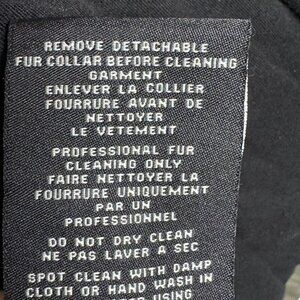 REMOVE DETACHABLE
FUR COLLAR BEFORE CLEANING
GARMENT
ENLEVER LA COLLIER
FOURRURE AVANT DE
NETTOYER
LE VETEMENT
PROFESSIONAL FUR
CLEANING ONLY
FAIRE NETTOYER LA
FOURRURE UNIQUEMENT
PAR UN
PROFESSIONNEL
DO NOT DRY CLEAN
NE PAS LAVER A SEC
SPOT CLEAN WITH DAMP
CLOTH OR HAND WASH IN
USING